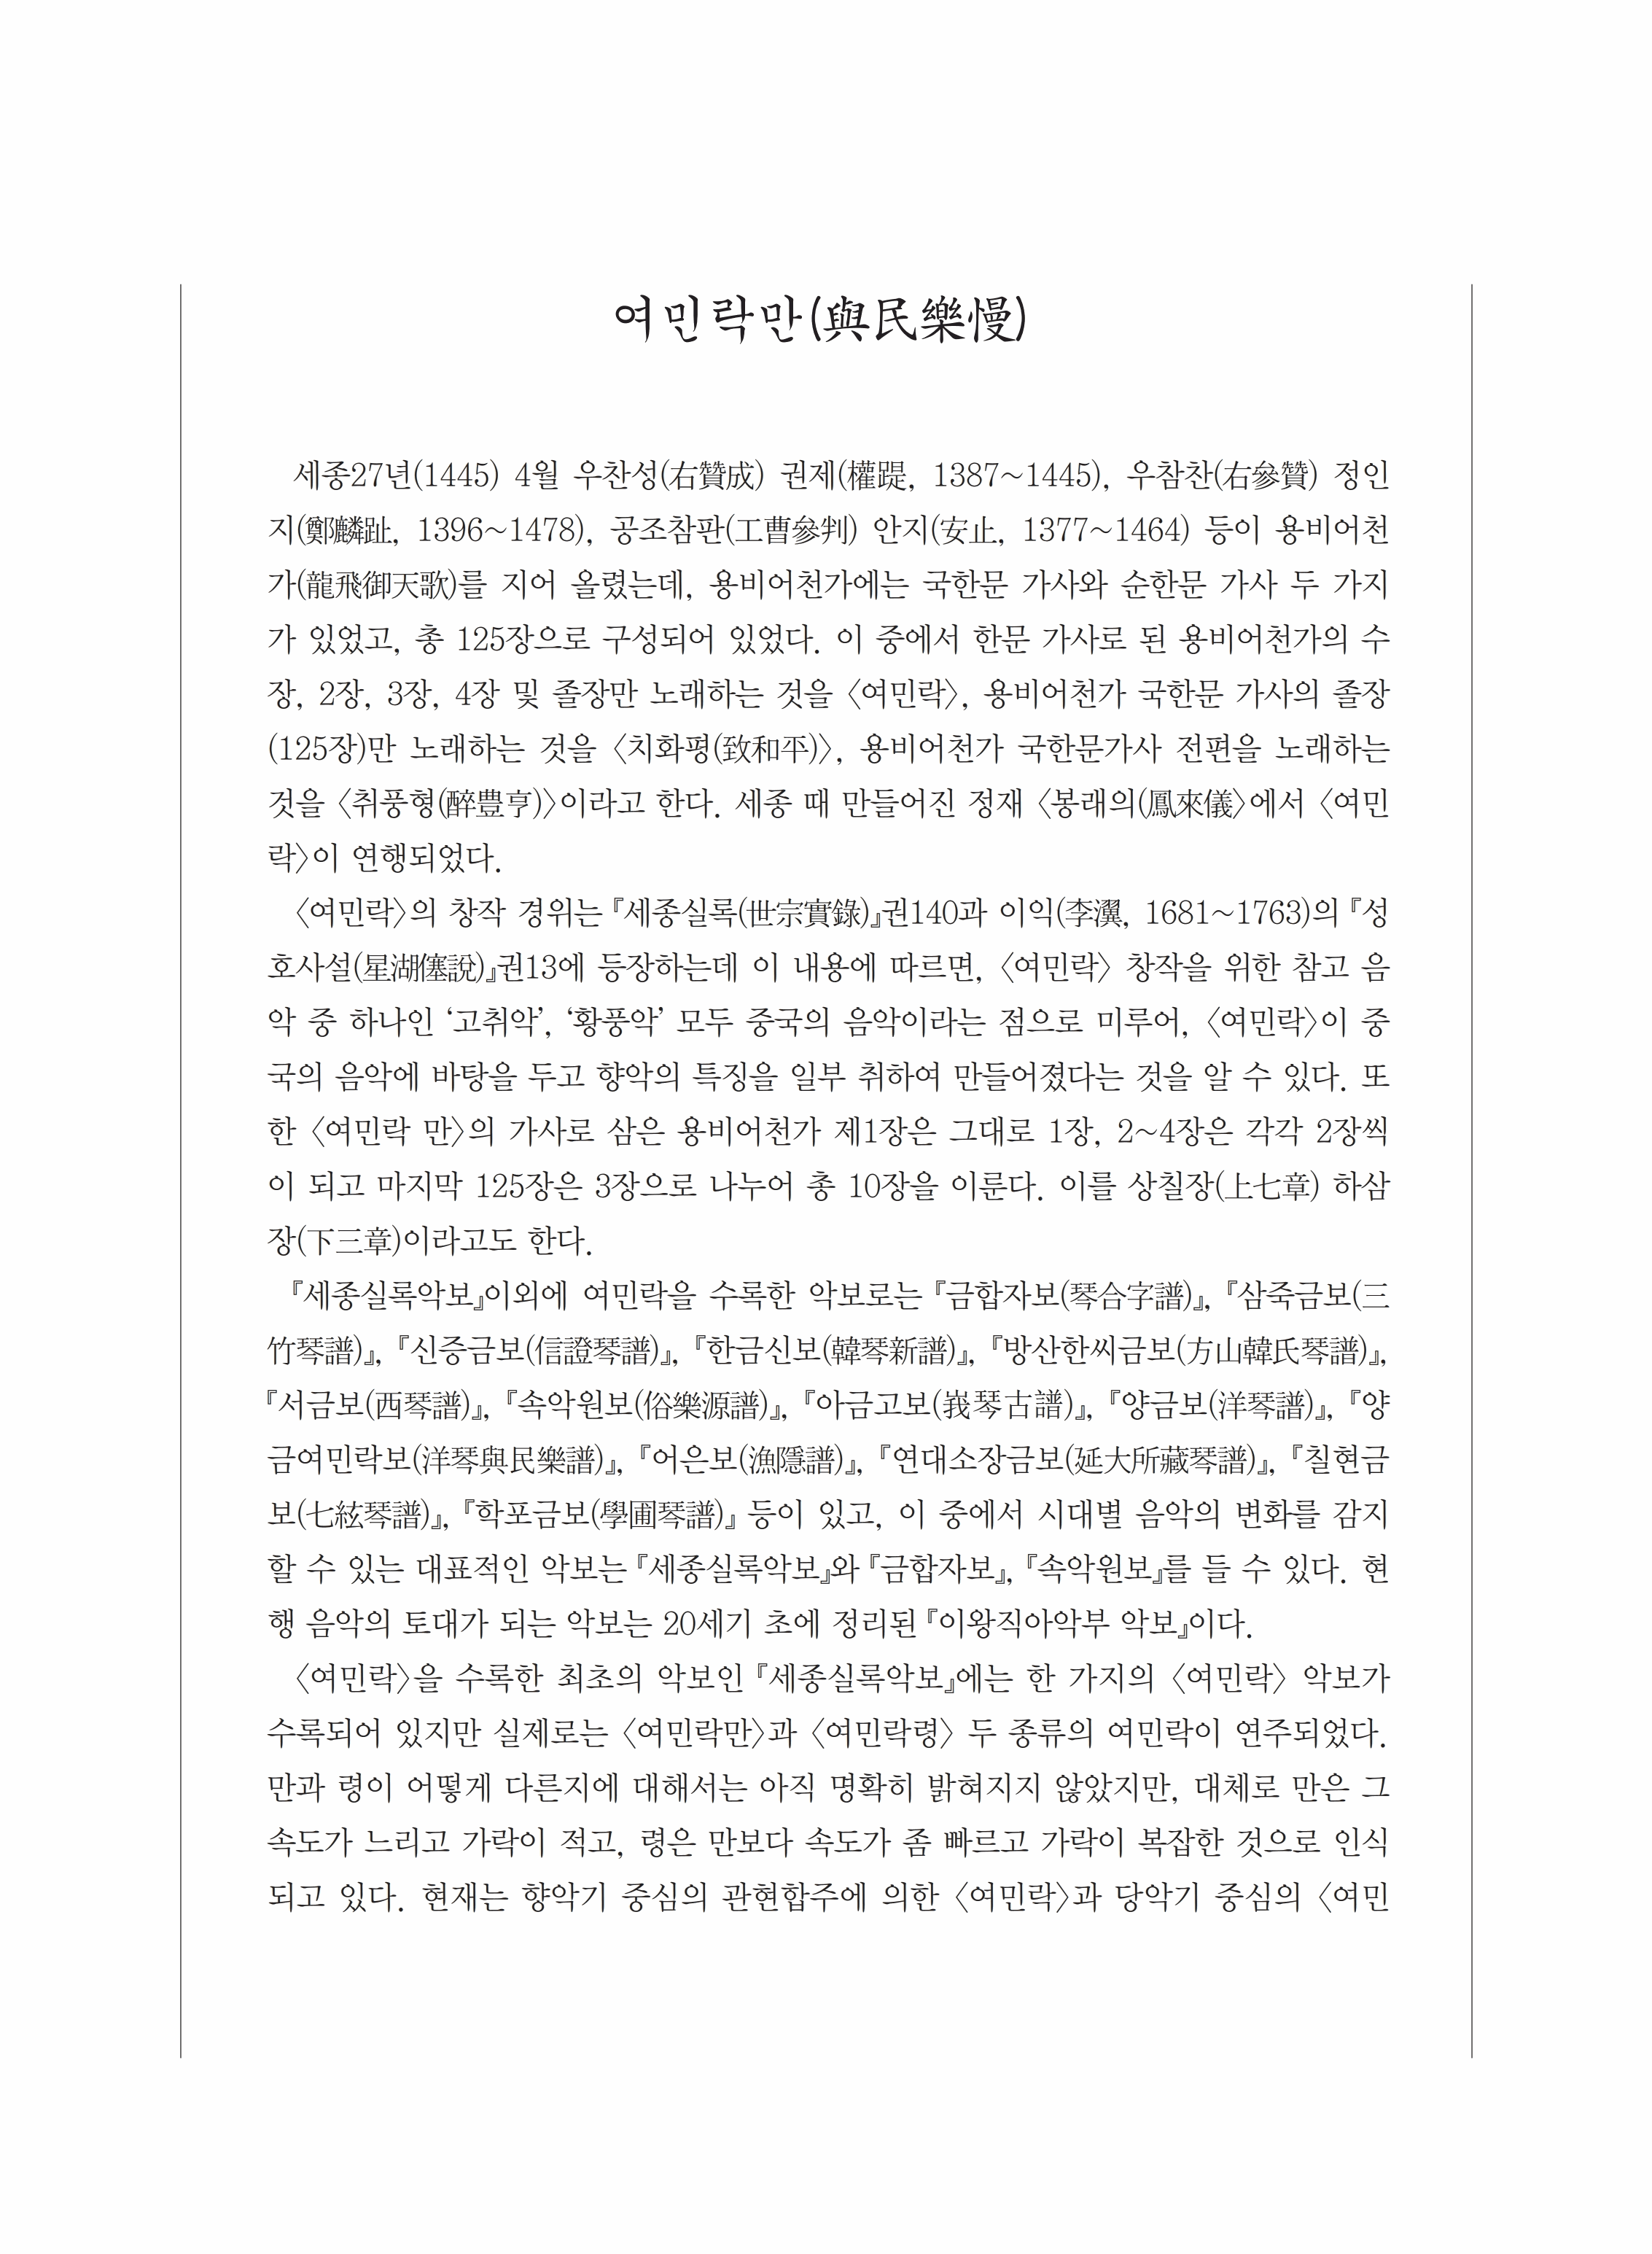 여민락만(與民樂慢)
세종27년(1445) 4월 우찬성(右贊成) 권제(權踶, 1387~1445), 우참찬(右參贊) 정인
지(鄭麟趾, 1396~1478), 공조참판(工曹參判) 안지(安止, 1377~1464) 등이 용비어천
가(龍飛御天歌)를 지어 올렸는데, 용비어천가에는 국한문 가사와 순한문 가사 두 가지
가 있었고, 총 125장으로 구성되어 있었다. 이 중에서 한문 가사로 된 용비어천가의 수
장, 2장, 3장, 4장 및 졸장만 노래하는 것을 〈여민락〉, 용비어천가 국한문 가사의 졸장
(125장)만 노래하는 것을 〈치화평(致和平)〉, 용비어천가 국한문가사 전편을 노래하는
것을 〈취풍형(醉豊亨)〉이라고 한다. 세종 때 만들어진 정재 〈봉래의(鳳來儀〉에서 〈여민
락〉이 연행되었다.
〈여민락〉의 창작 경위는 『세종실록(世宗實錄)』권140과 이익(李瀷, 1681~1763)의 『성
호사설(星湖僿說)』권13에 등장하는데 이 내용에 따르면, 〈여민락〉 창작을 위한 참고 음
악 중 하나인 ‘고취악’, ‘황풍악’ 모두 중국의 음악이라는 점으로 미루어, 〈여민락〉이 중
국의 음악에 바탕을 두고 향악의 특징을 일부 취하여 만들어졌다는 것을 알 수 있다. 또
한 〈여민락 만〉의 가사로 삼은 용비어천가 제1장은 그대로 1장, 2~4장은 각각 2장씩
이 되고 마지막 125장은 3장으로 나누어 총 10장을 이룬다. 이를 상칠장(上七章) 하삼
장(下三章)이라고도 한다.
『세종실록악보』이외에 여민락을 수록한 악보로는 『금합자보(琴合字譜)』, 『삼죽금보(三
竹琴譜)』, 『신증금보(信證琴譜)』, 『한금신보(韓琴新譜)』, 『방산한씨금보(方山韓氏琴譜)』,
『서금보(西琴譜)』, 『속악원보(俗樂源譜)』, 『아금고보(峩琴古譜)』, 『양금보(洋琴譜)』, 『양
금여민락보(洋琴與民樂譜)』, 『어은보(漁隱譜)』, 『연대소장금보(延大所藏琴譜)』, 『칠현금
보(七絃琴譜)』, 『학포금보(學圃琴譜)』 등이 있고, 이 중에서 시대별 음악의 변화를 감지
할 수 있는 대표적인 악보는 『세종실록악보』와 『금합자보』, 『속악원보』를 들 수 있다. 현
행 음악의 토대가 되는 악보는 20세기 초에 정리된 『이왕직아악부 악보』이다.
〈여민락〉을 수록한 최초의 악보인 『세종실록악보』에는 한 가지의 〈여민락〉 악보가
수록되어 있지만 실제로는 〈여민락만〉과 〈여민락령〉 두 종류의 여민락이 연주되었다.
만과 령이 어떻게 다른지에 대해서는 아직 명확히 밝혀지지 않았지만, 대체로 만은 그
속도가 느리고 가락이 적고, 령은 만보다 속도가 좀 빠르고 가락이 복잡한 것으로 인식
되고 있다. 현재는 향악기 중심의 관현합주에 의한 〈여민락〉과 당악기 중심의 〈여민